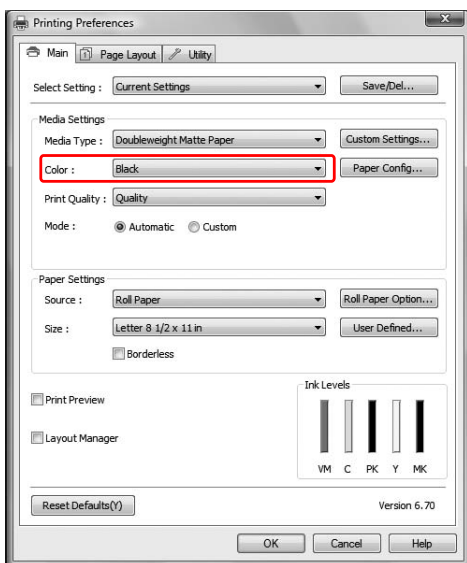 Printing Preferences
Main Page Layout Utility
Select Setting : Current Settings Save/Del...
Media Settings
Media Type : Doubleweight Matte Paper Custom Settings...
Color : Black Paper Config...
Print Quality : Quality
Mode : Automatic Custom
Paper Settings
Source : Roll Paper Roll Paper Option...
Size : Letter 8 1/2 x 11 in User Defined...
Borderless
Ink Levels
Print Preview
Layout Manager
VM C PK Y MK
Reset Defaults(Y) Version 6.70
OK Cancel Help